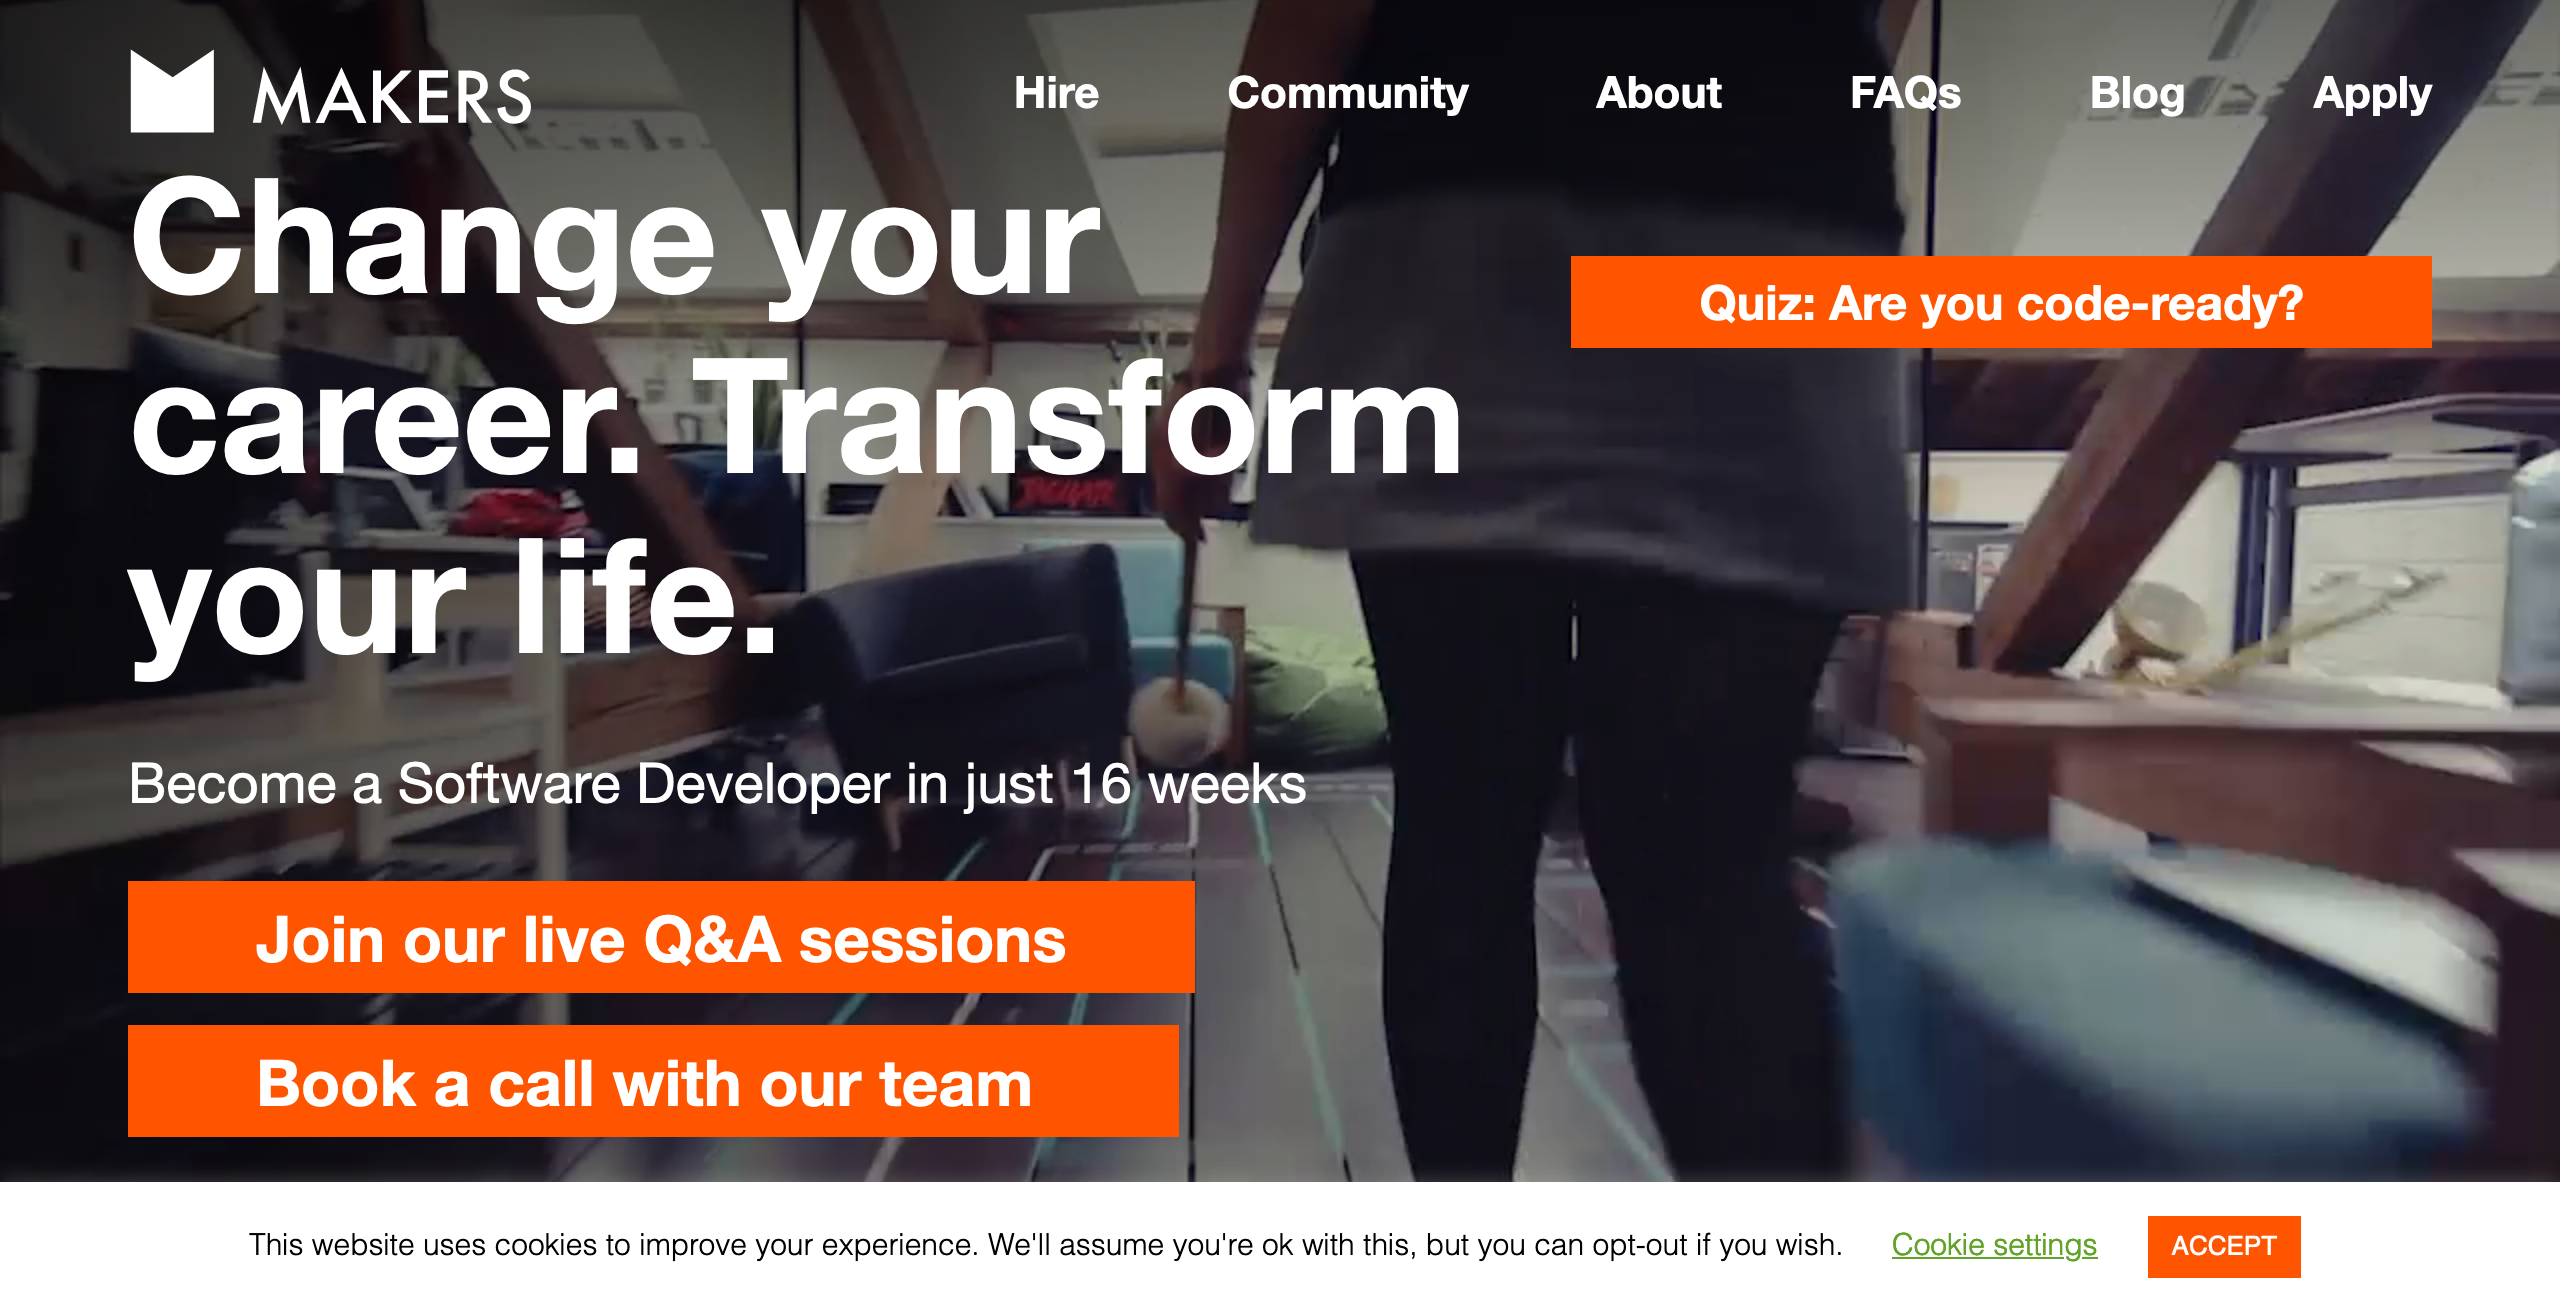 MAKERS
Hire Community About FAQs Blog Apply
Change your
career. Transform
your life.
Quiz: Are you code-ready?
JAGUAR
Become a Software Developer in just 16 weeks
Join our live Q&A sessions
Book a call with our team
This website uses cookies to improve your experience. We'll assume you're ok with this, but you can opt-out if you wish. Cookie settings ACCEPT